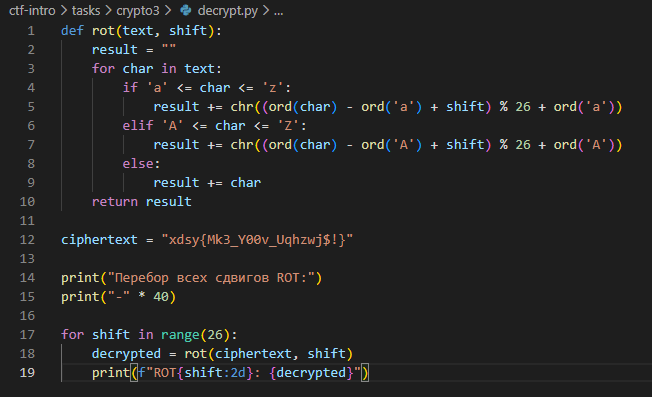 ctf-intro > tasks > crypto3 > decrypt.py > ...
1 def rot(text, shift):
2     result = ""
3     for char in text:
4         if 'a' <= char <= 'z':
5             result += chr((ord(char) - ord('a') + shift) % 26 + ord('a'))
6         elif 'A' <= char <= 'Z':
7             result += chr((ord(char) - ord('A') + shift) % 26 + ord('A'))
8         else:
9             result += char
10     return result
11
12 ciphertext = "xdsy{Mk3_Y00v_Uqhzwj$!}"
13
14 print("Перебор всех сдвигов ROT:")
15 print("-" * 40)
16
17 for shift in range(26):
18     decrypted = rot(ciphertext, shift)
19     print(f"ROT{shift:2d}: {decrypted}")